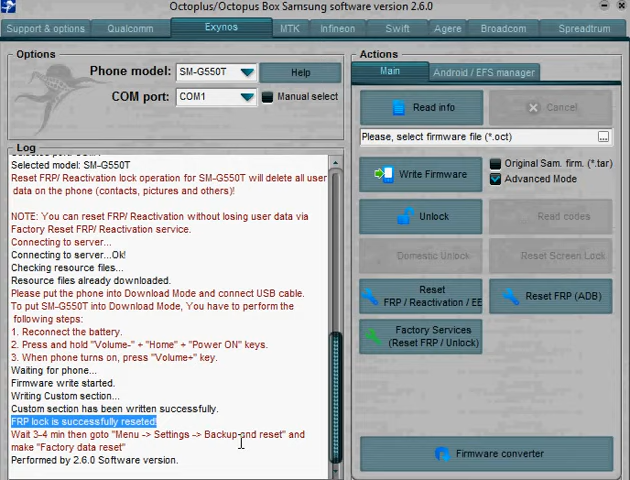 Octoplus/Octopus Box Samsung software version 2.6.0
Support & options Qualcomm Exynos MTK Infineon Swift Agere Broadcom Spreadtrum
Options
Phone model: SM-G550T Help
COM port: COM1 Manual select
Log
Selected model: SM-G550T
Reset FRP/ Reactivation lock operation for SM-G550T will delete all user
data on the phone (contacts, pictures and others)!
NOTE: You can reset FRP/ Reactivation without losing user data via
Factory Reset FRP/ Reactivation service.
Connecting to server...
Connecting to server...Ok!
Checking resource files...
Resource files already downloaded.
Please put the phone into Download Mode and connect USB cable.
To put SM-G550T into Download Mode, You have to perform the
following steps:
1. Reconnect the battery.
2. Press and hold "Volume-" + "Home" + "Power ON" keys.
3. When phone turns on, press "Volume+" key.
Waiting for phone...
Firmware write started.
Writing Custom section...
Custom section has been written successfully.
FRP lock is successfully reseted!
Wait 3-4 min then goto "Menu -> Settings -> Backup and reset" and
make "Factory data reset"
Performed by 2.6.0 Software version.
Actions
Main Android / EFS manager
Read info Cancel
Please, select firmware file (*.oct) ...
Write Firmware
Original Sam. firm. (*.tar)
Advanced Mode
Unlock Read codes
Domestic Unlock Reset Screen Lock
Reset
FRP / Reactivation / EE
Reset FRP (ADB)
Factory Services
(Reset FRP / Unlock)
Firmware converter